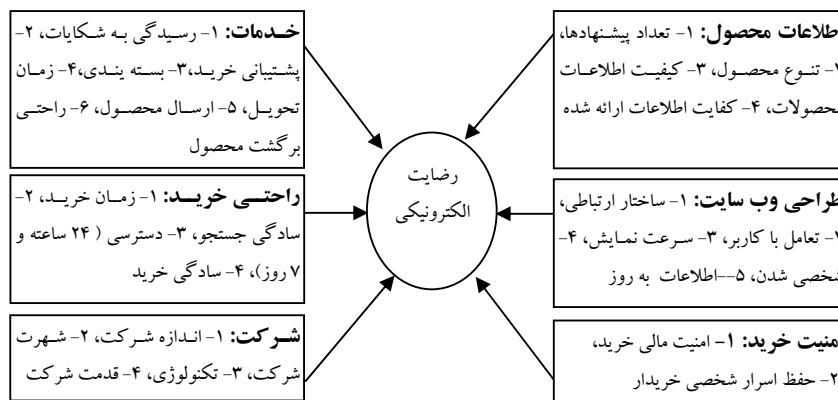 طلاعات محصول: ۱- تعداد پیشنهادها،
۲- تنوع محصول، ۳- کیفیت اطلاعات
محصولات، ۴- کفایت اطلاعات ارائه شده
خدمات: ۱- رسیدگی به شکایات، ۲-
پشتیبانی خرید،۳- بسته یندی،۴- زمان
تحویل، ۵- ارسال محصول، ۶- راحتی
برگشت محصول
رضایت
الکترونیکی
طراحی وب سایت: ۱- ساختار ارتباطی،
۲- تعامل با کاربر، ۳- سرعت نمایش، ۴-
شخصی شدن، ۵--اطلاعات به روز
راحتی خرید: ۱- زمان خرید، ۲-
سادگی جستجو، ۳- دسترسی ( ۲۴ ساعته و
۷ روز)، ۴- سادگی خرید
منیت خرید: ۱- امنیت مالی خرید،
۲- حفظ اسرار شخصی خریدار
شرکت: ۱- اندازه شرکت، ۲- شهرت
شرکت، ۳- تکنولوژی، ۴- قدمت شرکت